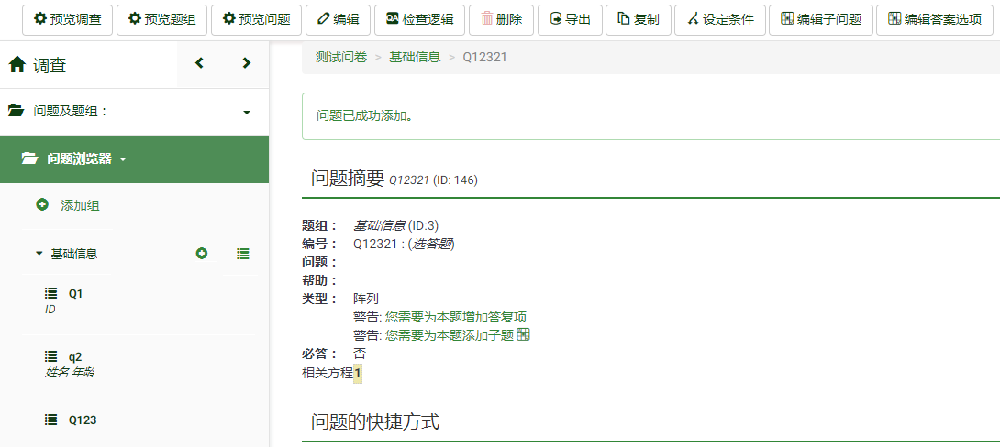 预览调查 预览题组 预览问题 编辑 QA 检查逻辑 删除 导出 复制 设定条件 编辑子问题 编辑答案选项
调查
测试问卷 > 基础信息 > Q12321
问题及题组：
问题已成功添加。
问题浏览器
问题摘要 Q12321 (ID: 146)
添加组
题组： 基础信息 (ID:3)
编号： Q12321 : (选答题)
问题：
基础信息
帮助：
类型： 阵列
Q1
ID
警告: 您需要为本题增加答复项
警告: 您需要为本题添加子题
必答： 否
q2
姓名 年龄
相关方程1
Q123
问题的快捷方式